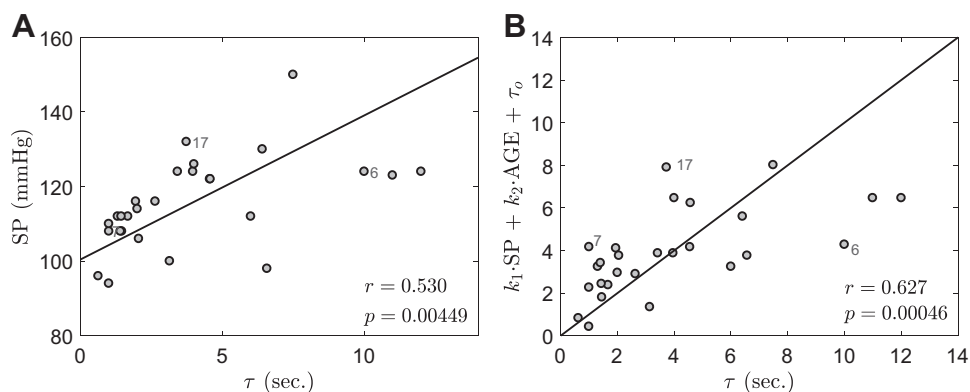 A
160
140
120
100
80
SP (mmHg)
17
6
7
r = 0.530
p = 0.00449
0
5
10
τ (sec.)
B
14
12
10
8
6
4
2
0
k₁·SP + k₂·AGE + τₒ
17
7
6
r = 0.627
p = 0.00046
0 2 4 6 8 10 12 14
τ (sec.)